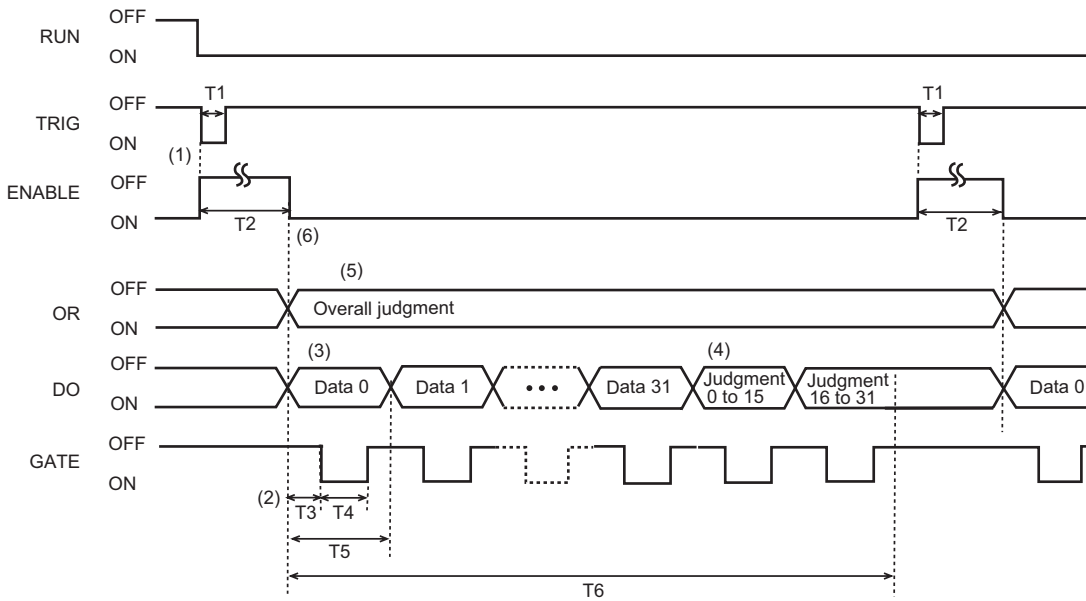 OFF
RUN
ON
T1
T1
OFF
TRIG
ON
(1)
OFF
ENABLE
ON
T2
T2
(6)
(5)
OFF
OR
Overall judgment
ON
(3)
(4)
OFF
DO
ON
Data 0
Data 1
•••
Data 31
Judgment
0 to 15
Judgment
16 to 31
Data 0
OFF
GATE
ON
(2)
T3
T4
T5
T6